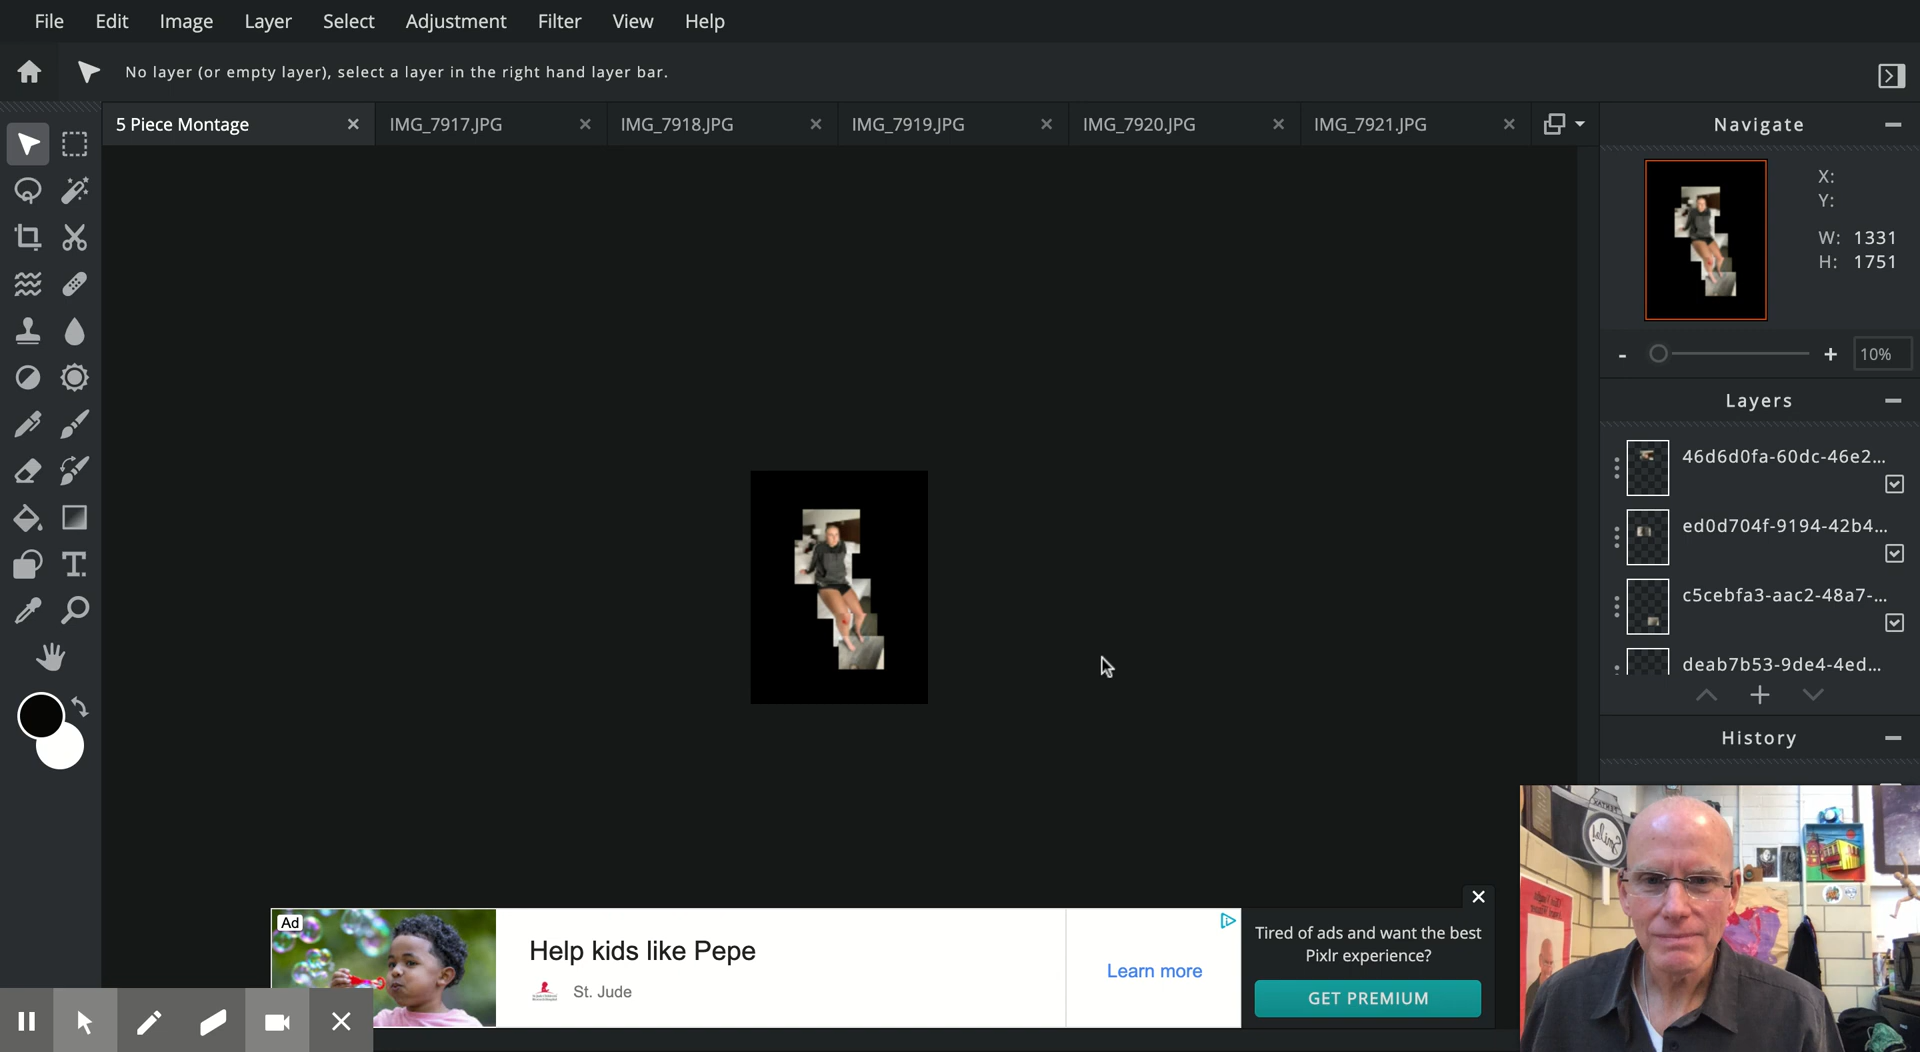 File Edit Image Layer Select Adjustment Filter View Help
No layer (or empty layer), select a layer in the right hand layer bar.
5 Piece Montage
IMG_7917.JPG
IMG_7918.JPG
IMG_7919.JPG
IMG_7920.JPG
IMG_7921.JPG
Navigate
X:
Y:
W: 1331
H: 1751
- + 10%
Layers
46d6d0fa-60dc-46e2...
ed0d704f-9194-42b4...
c5cebfa3-aac2-48a7-...
deab7b53-9de4-4ed...
History
Ad
Help kids like Pepe
St. Jude
Learn more
Tired of ads and want the best
Pixlr experience?
GET PREMIUM